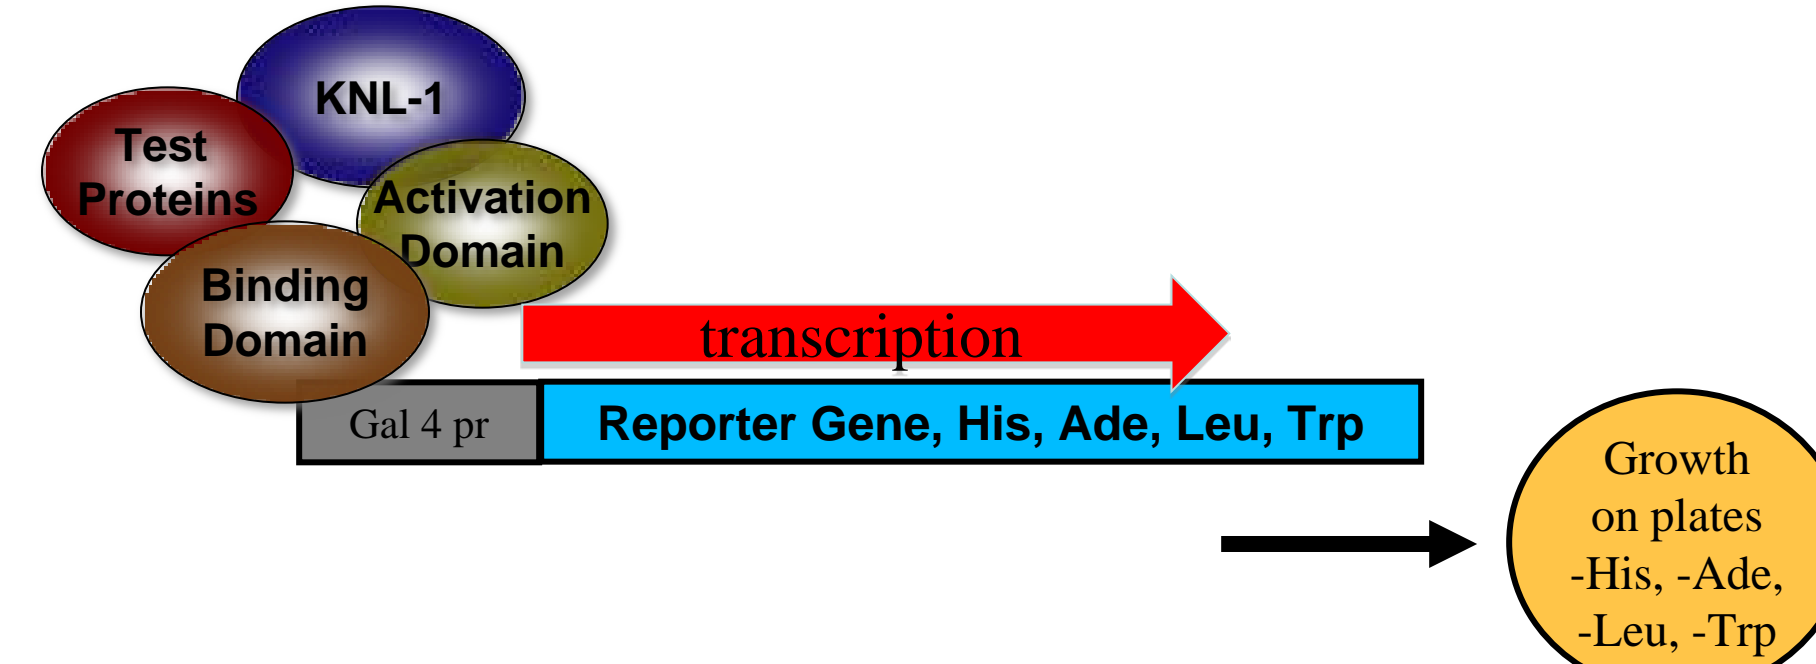 KNL-1
Test
Proteins
Activation
Domain
Binding
Domain
transcription
Gal 4 pr
Reporter Gene, His, Ade, Leu, Trp
Growth
on plates
-His, -Ade,
-Leu, -Trp